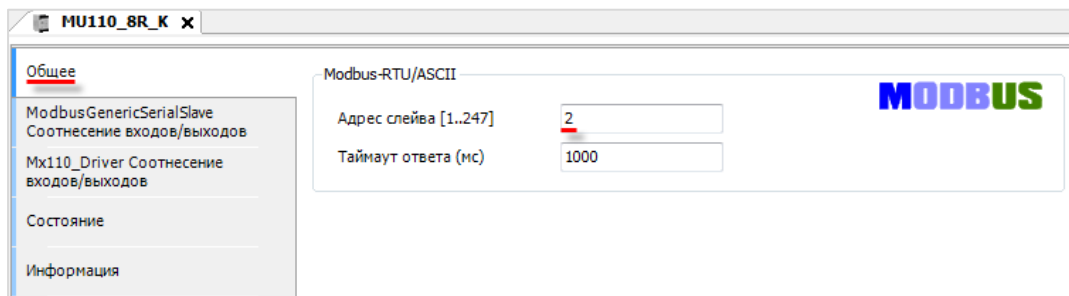 MU110_8R_K
Общее
ModbusGenericSerialSlave
Соотнесение входов/выходов
Mx110_Driver Соотнесение
входов/выходов
Состояние
Информация
Modbus-RTU/ASCII
MODBUS
Адрес слейва [1..247] 2
Таймаут ответа (мс) 1000